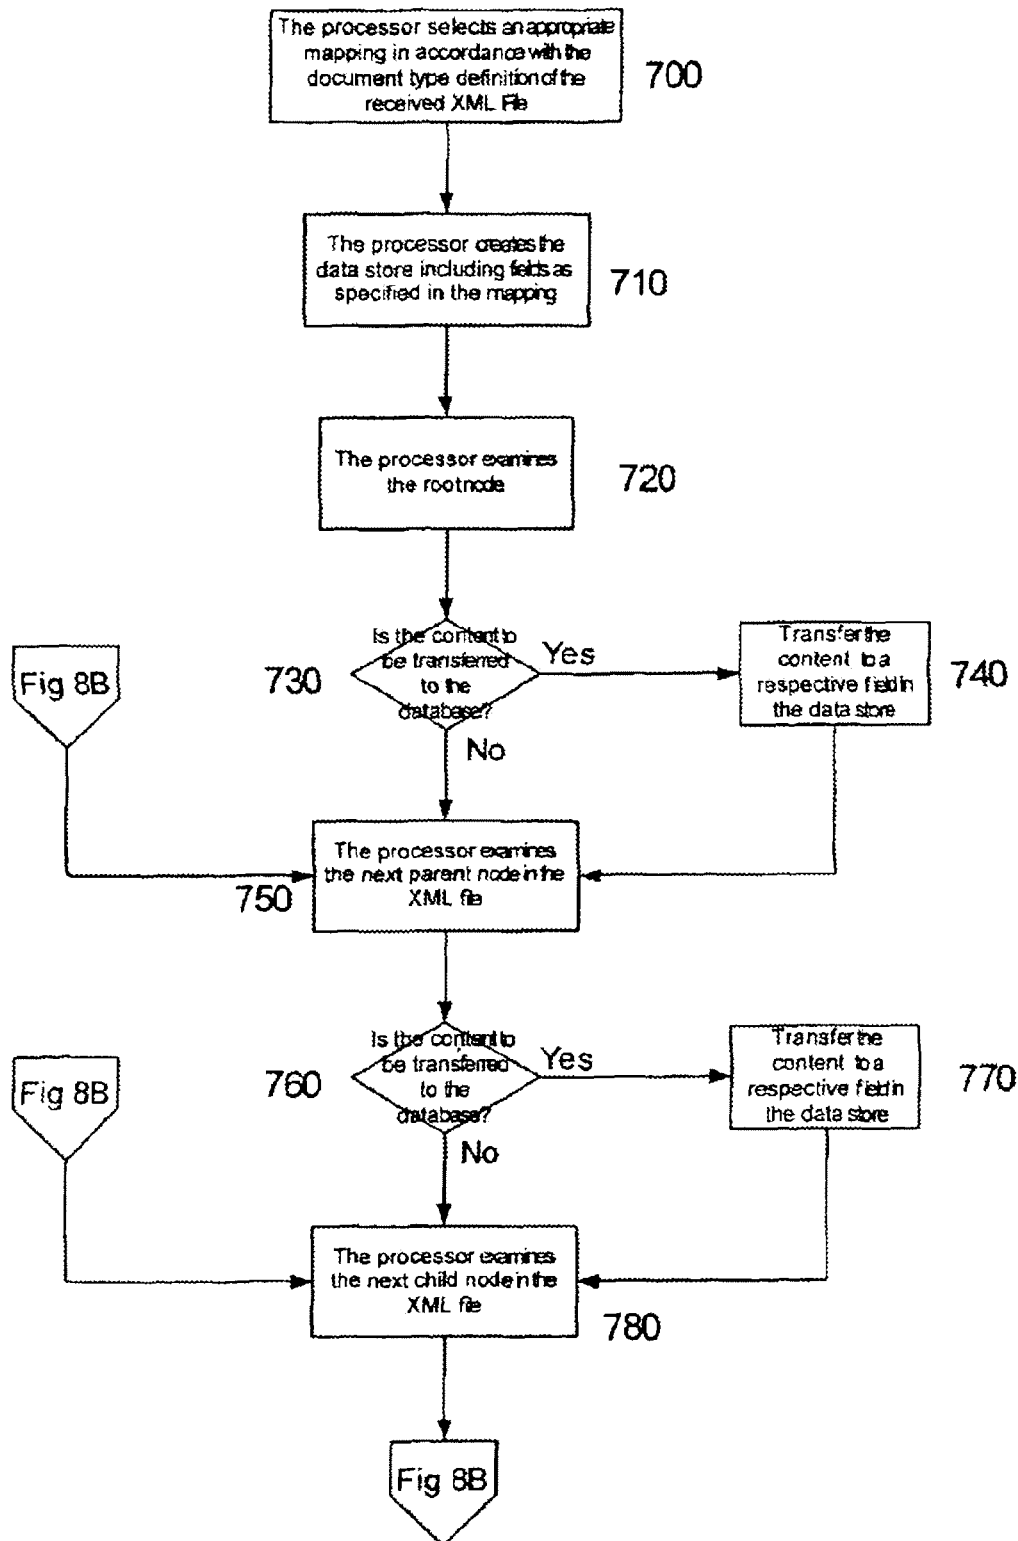 The processor selects an appropriate
mapping in accordance with the
document type definition of the
received XML File
700
The processor creates the
data store including fields as
specified in the mapping
710
The processor examines
the root node
720
Is the content to
be transferred
to the
database?
730
Yes
No
Transfer the
content to a
respective field in
the data store
740
Fig 8B
The processor examines
the next parent node in the
XML file
750
Is the content to
be transferred
to the
database?
760
Yes
No
Transfer the
content to a
respective field in
the data store
770
Fig 8B
The processor examines
the next child node in the
XML file
780
Fig 8B